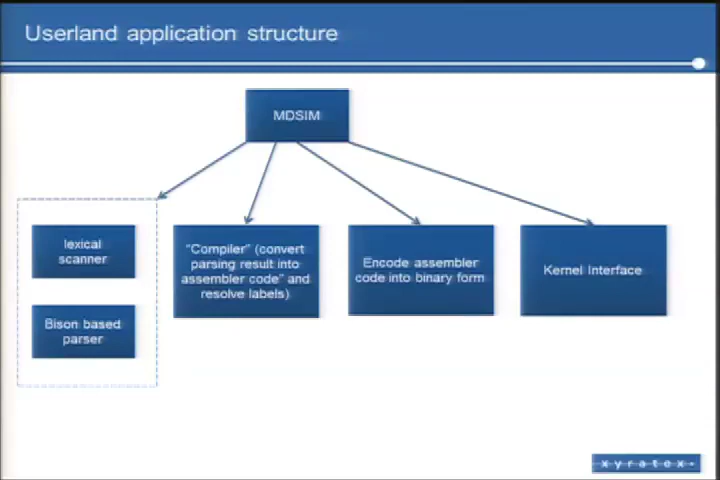 Userland application structure
MDSIM
lexical
scanner
Bison based
parser
"Compiler" (convert
parsing result into
assembler code" and
resolve labels)
Encode assembler
code into binary form
Kernel Interface
xyratex